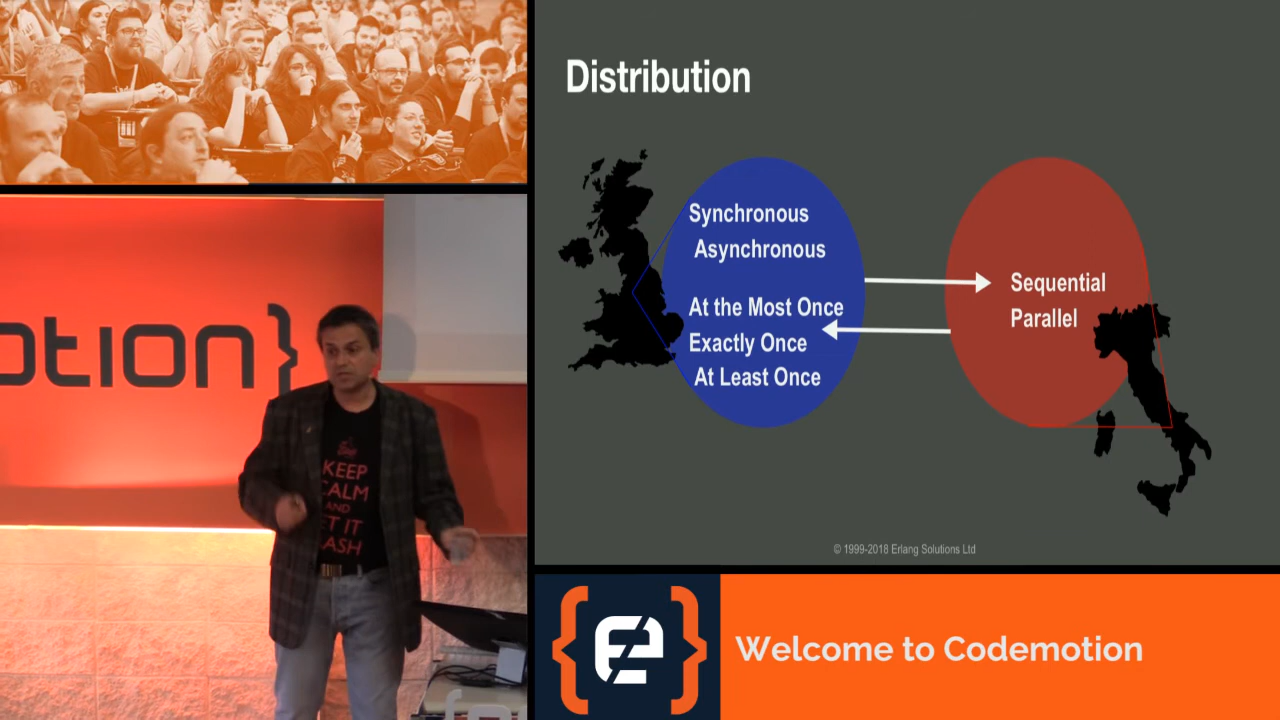 Distribution
Synchronous
Asynchronous
At the Most Once
Exactly Once
At Least Once
Sequential
Parallel
© 1999-2018 Erlang Solutions Ltd
otion}
KEEP
CALM
AND
Welcome to Codemotion